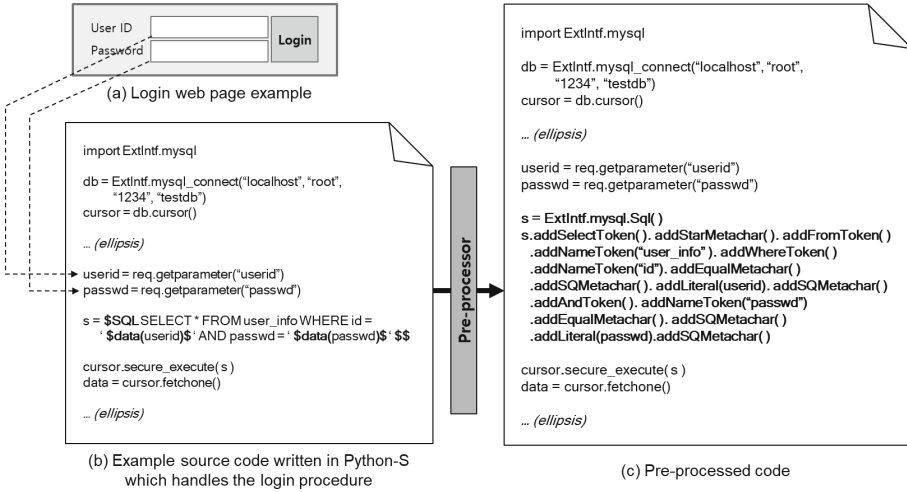 User ID
Password
Login
(a) Login web page example
import ExtIntf.mysql
db = ExtIntf.mysql_connect(“localhost”, “root”,
“1234”, “testdb”)
cursor = db.cursor()
... (ellipsis)
userid = req.getparameter(“userid”)
passwd = req.getparameter(“passwd”)
s = $SQL SELECT * FROM user_info WHERE id =
‘ $data(userid)$ ‘ AND passwd = ‘ $data(passwd)$ ‘ $$
cursor.secure_execute( s )
data = cursor.fetchone()
... (ellipsis)
(b) Example source code written in Python-S
which handles the login procedure
Pre-processor
import ExtIntf.mysql
db = ExtIntf.mysql_connect(“localhost”, “root”,
“1234”, “testdb”)
cursor = db.cursor()
... (ellipsis)
userid = req.getparameter(“userid”)
passwd = req.getparameter(“passwd”)
s = ExtIntf.mysql.Sql( )
s.addSelectToken( ). addStarMetachar( ). addFromToken( )
.addNameToken(“user_info” ). addWhereToken( )
.addNameToken(“id”). addEqualMetachar( )
.addSQMetachar( ). addLiteral(userid). addSQMetachar( )
.addAndToken( ). addNameToken(“passwd”)
.addEqualMetachar( ). addSQMetachar( )
.addLiteral(passwd).addSQMetachar( )
cursor.secure_execute( s )
data = cursor.fetchone()
... (ellipsis)
(c) Pre-processed code